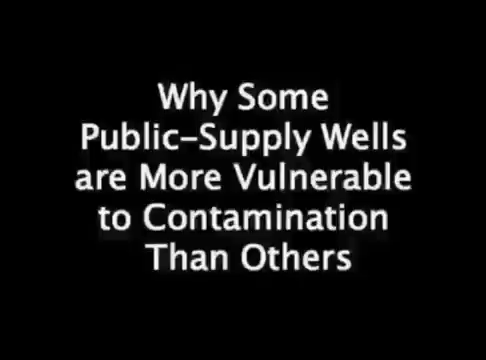 Why Some
Public-Supply Wells
are More Vulnerable
to Contamination
Than Others